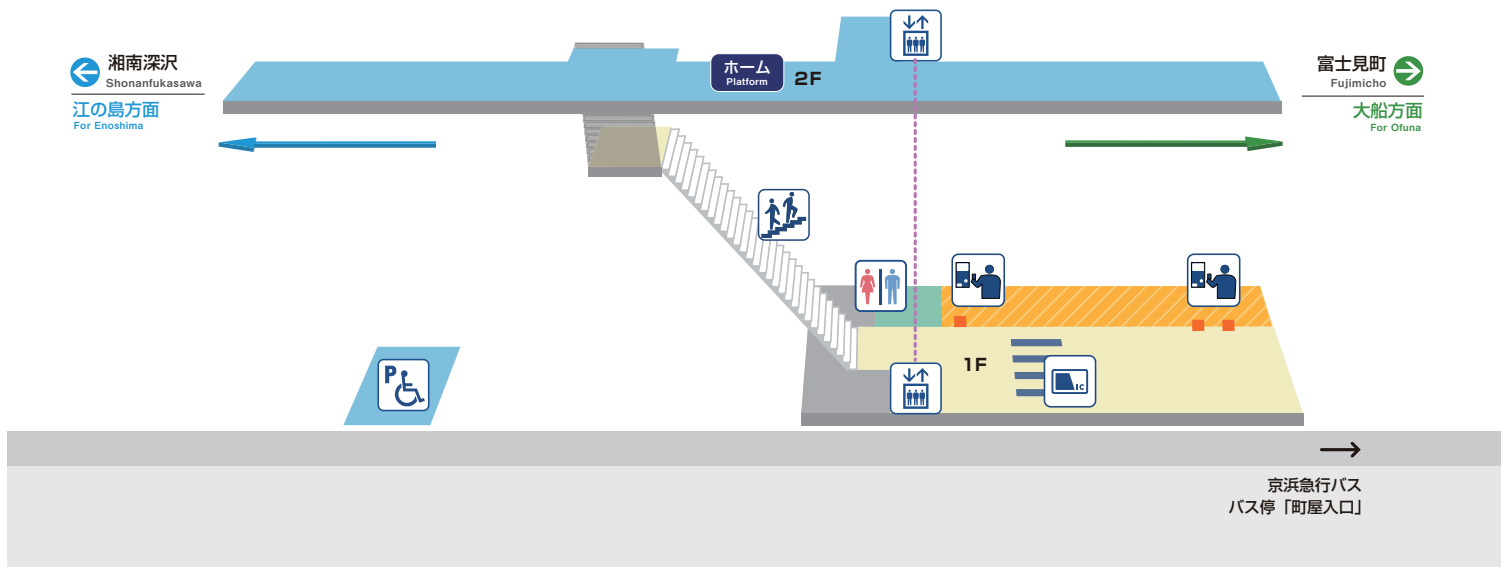 湘南深沢
Shonanfukasawa
江の島方面
For Enoshima
ホーム
Platform
2F
富士見町
Fujimicho
大船方面
For Ofuna
1F
IC
P
京浜急行バス
バス停「町屋入口」